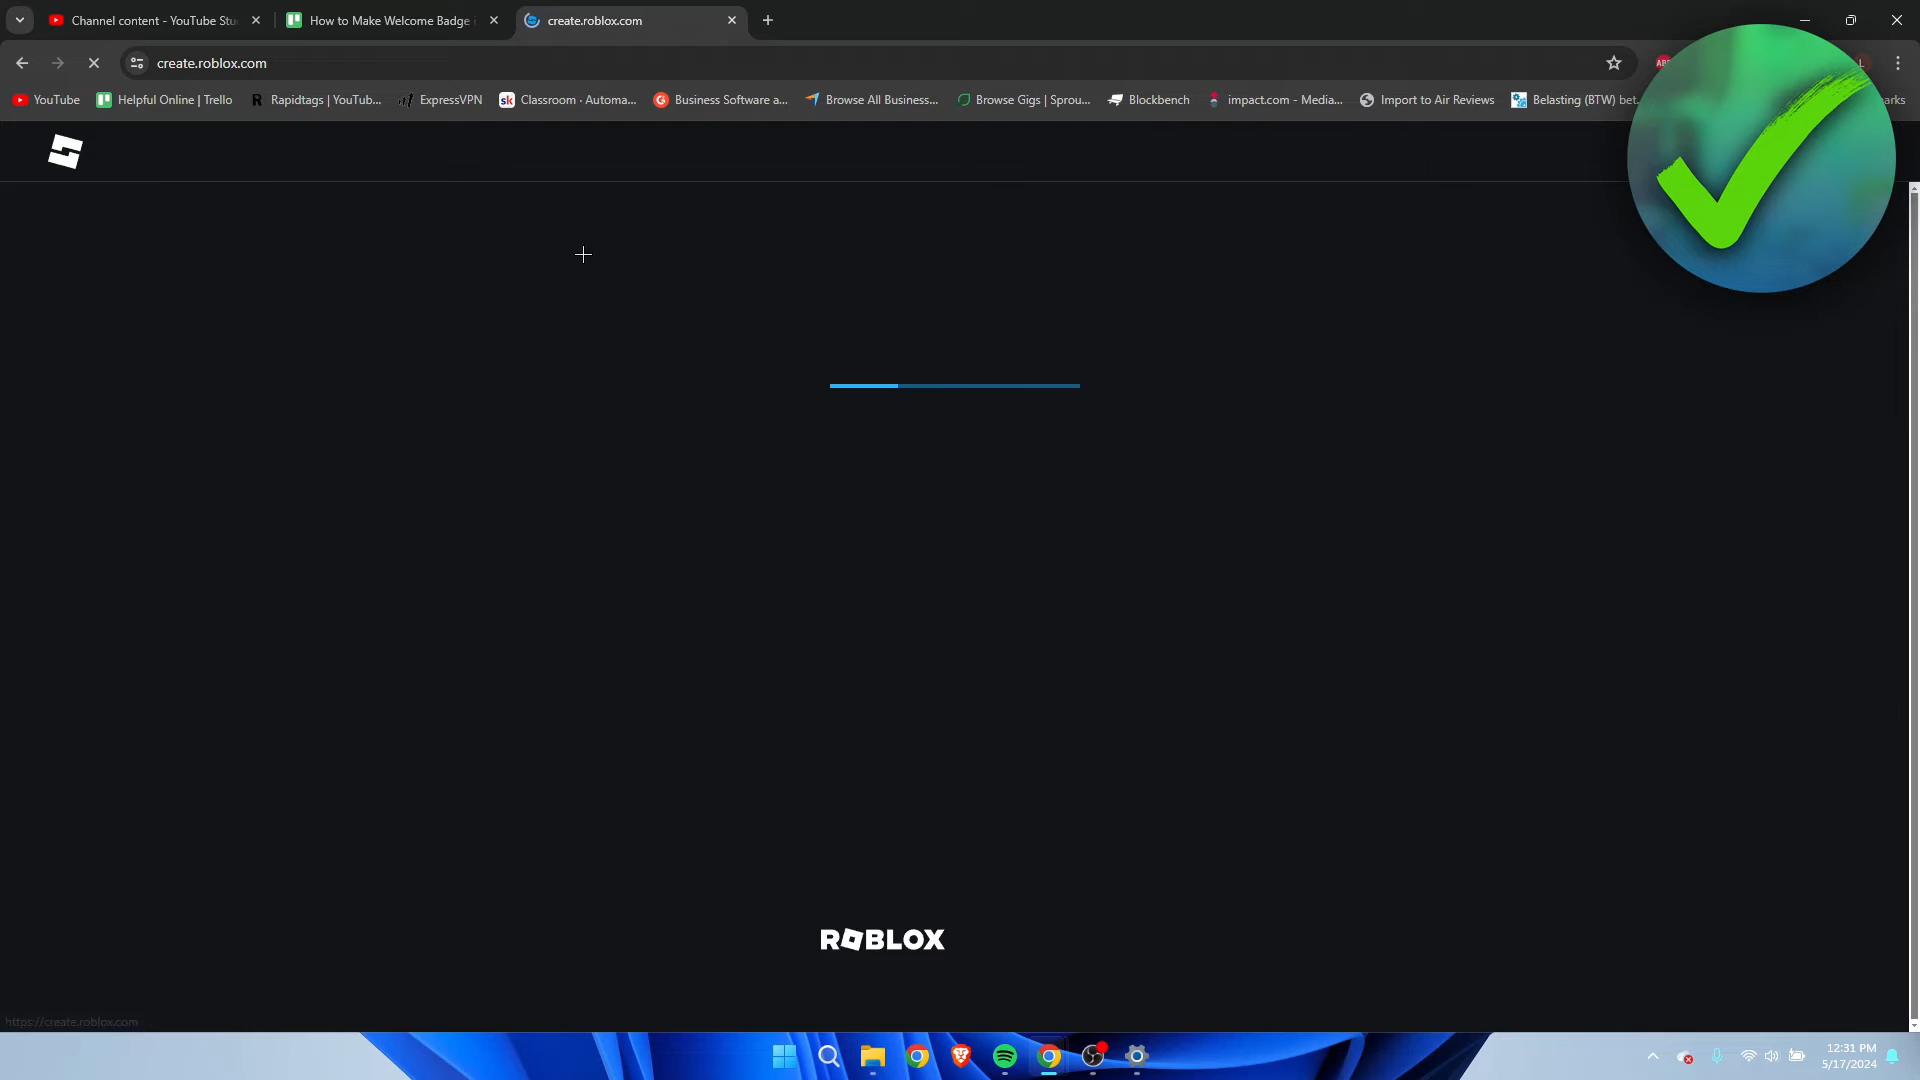 Channel content - YouTube Stu
How to Make Welcome Badge i
create.roblox.com
create.roblox.com
YouTube
Helpful Online | Trello
Rapidtags | YouTub...
ExpressVPN
Classroom · Automa...
Business Software a...
Browse All Business...
Browse Gigs | Sprou...
Blockbench
impact.com - Media...
Import to Air Reviews
Belasting (BTW) bet...
arks
ROBLOX
https://create.roblox.com
12:31 PM
5/17/2024